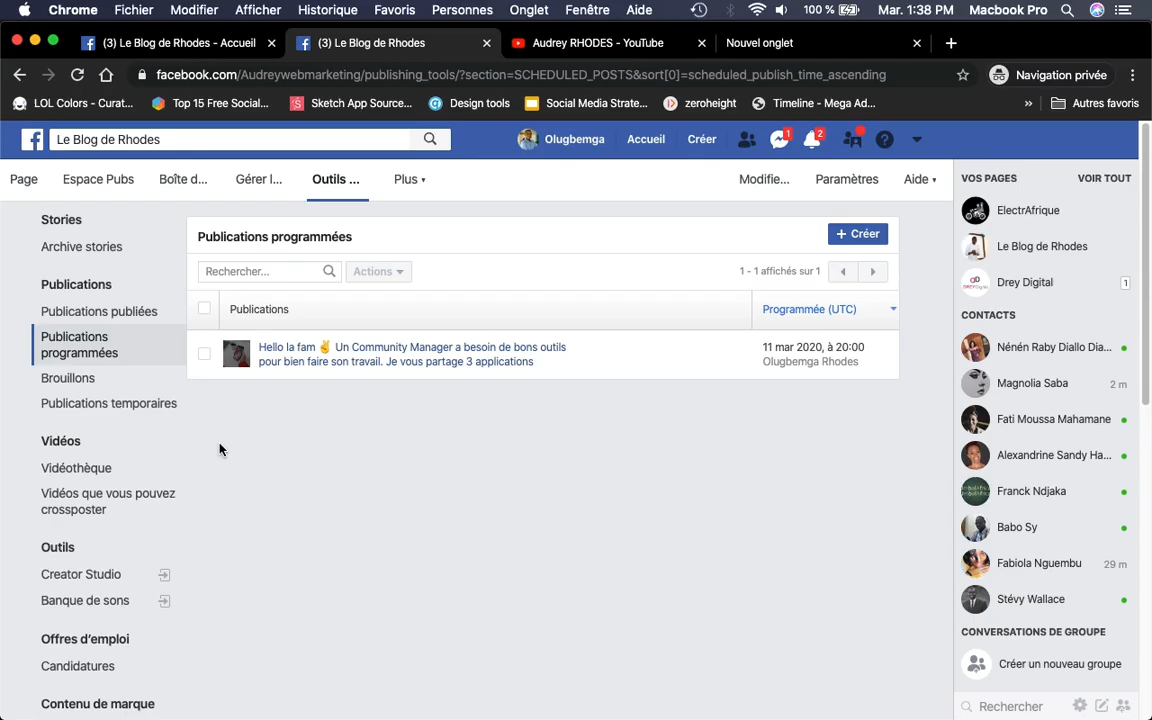 Chrome Fichier Modifier Afficher Historique Favoris Personnes Onglet Fenêtre Aide 100 % Mar. 1:38 PM Macbook Pro
(3) Le Blog de Rhodes - Accueil (3) Le Blog de Rhodes Audrey RHODES - YouTube Nouvel onglet
facebook.com/Audreywebmarketing/publishing_tools/?section=SCHEDULED_POSTS&sort[0]=scheduled_publish_time_ascending Navigation privée
LOL Colors - Curat... Top 15 Free Social... Sketch App Source... Design tools Social Media Strate... zeroheight Timeline - Mega Ad... » Autres favoris
Le Blog de Rhodes Olugbemga Accueil Créer 1 2
Page Espace Pubs Boîte d... Gérer l... Outils ... Plus Modifie... Paramètres Aide
Stories
Archive stories
Publications
Publications publiées
Publications
programmées
Brouillons
Publications temporaires
Vidéos
Vidéothèque
Vidéos que vous pouvez
crossposter
Outils
Creator Studio
Banque de sons
Offres d'emploi
Candidatures
Contenu de marque
Publications programmées + Créer
Rechercher... Actions 1 - 1 affichés sur 1
Publications Programmée (UTC)
Hello la fam ✌ Un Community Manager a besoin de bons outils 11 mar 2020, à 20:00
pour bien faire son travail. Je vous partage 3 applications Olugbemga Rhodes
VOS PAGES VOIR TOUT
ElectrAfrique
Le Blog de Rhodes
Drey Digital 1
CONTACTS
Nénén Raby Diallo Dia...
Magnolia Saba 2 m
Fati Moussa Mahamane
Alexandrine Sandy Ha...
Franck Ndjaka
Babo Sy
Fabiola Nguembu 29 m
Stévy Wallace
CONVERSATIONS DE GROUPE
Créer un nouveau groupe
Rechercher